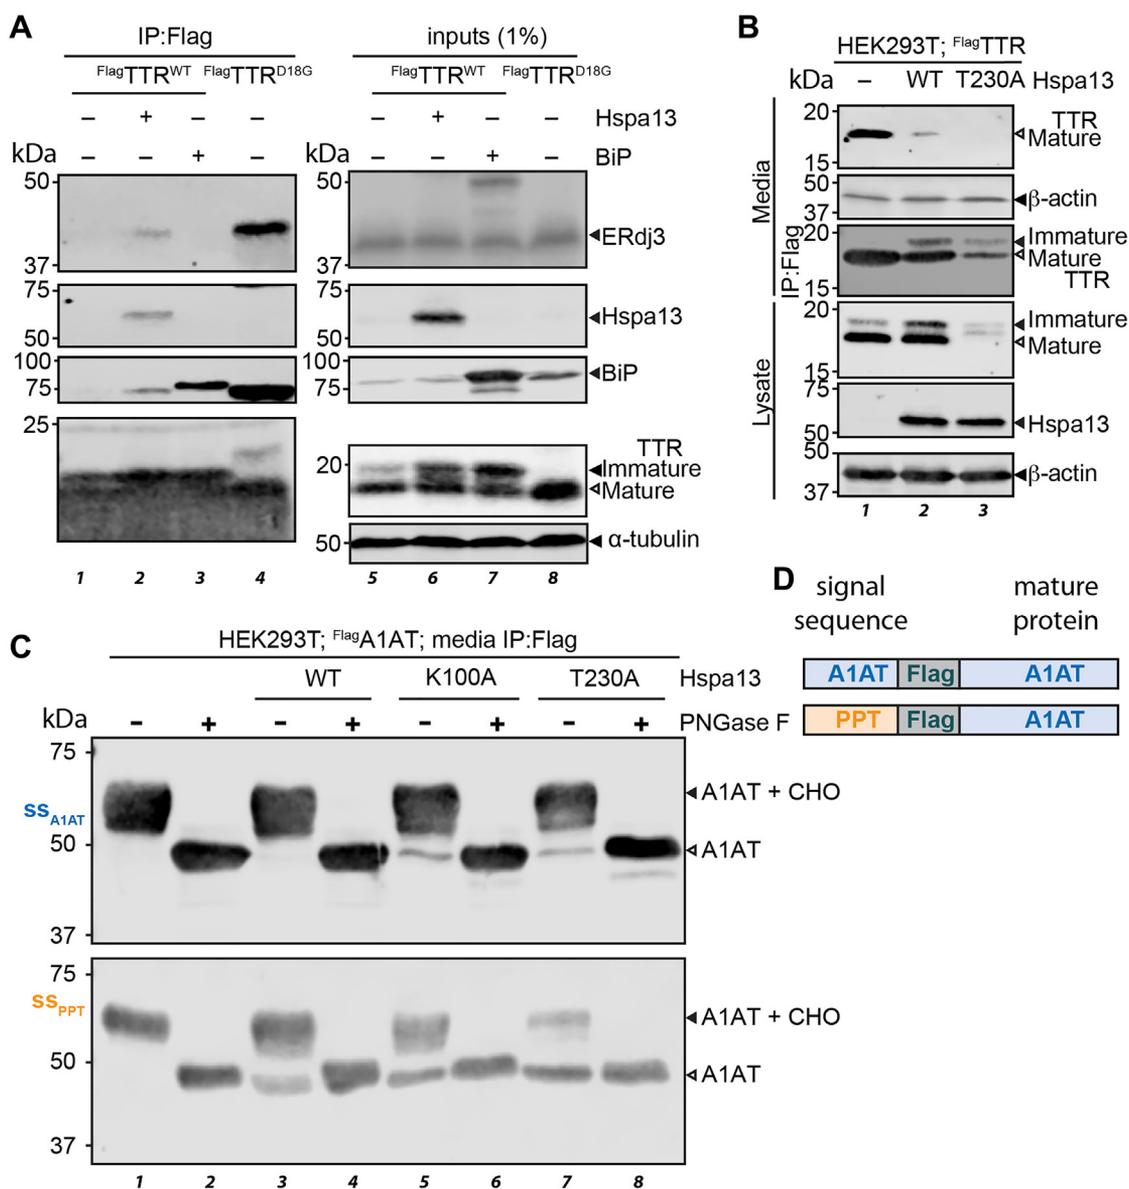 A
IP:Flag
inputs (1%)
FlagTTRWT FlagTTRD18G
FlagTTRWT FlagTTRD18G
– + – – – + – – Hspa13
kDa – – + – kDa – – + – BiP
50
37
50
37
ERdj3
75
50
75
50
Hspa13
100
75
100
75
BiP
25
20
TTR
Immature
Mature
50
α-tubulin
1 2 3 4 5 6 7 8
B
HEK293T; FlagTTR
kDa – WT T230A Hspa13
Media
20
15
TTR
Mature
50
37
β-actin
IP:Flag
20
15
Immature
Mature
TTR
Lysate
20
15
Immature
Mature
75
50
Hspa13
50
37
β-actin
1 2 3
C
HEK293T; FlagA1AT; media IP:Flag
WT K100A T230A Hspa13
kDa - + - + - + - + PNGase F
75
50
37
SSA1AT
A1AT + CHO
A1AT
75
50
37
SSPPT
A1AT + CHO
A1AT
1 2 3 4 5 6 7 8
D
signal
sequence
mature
protein
A1AT Flag A1AT
PPT Flag A1AT